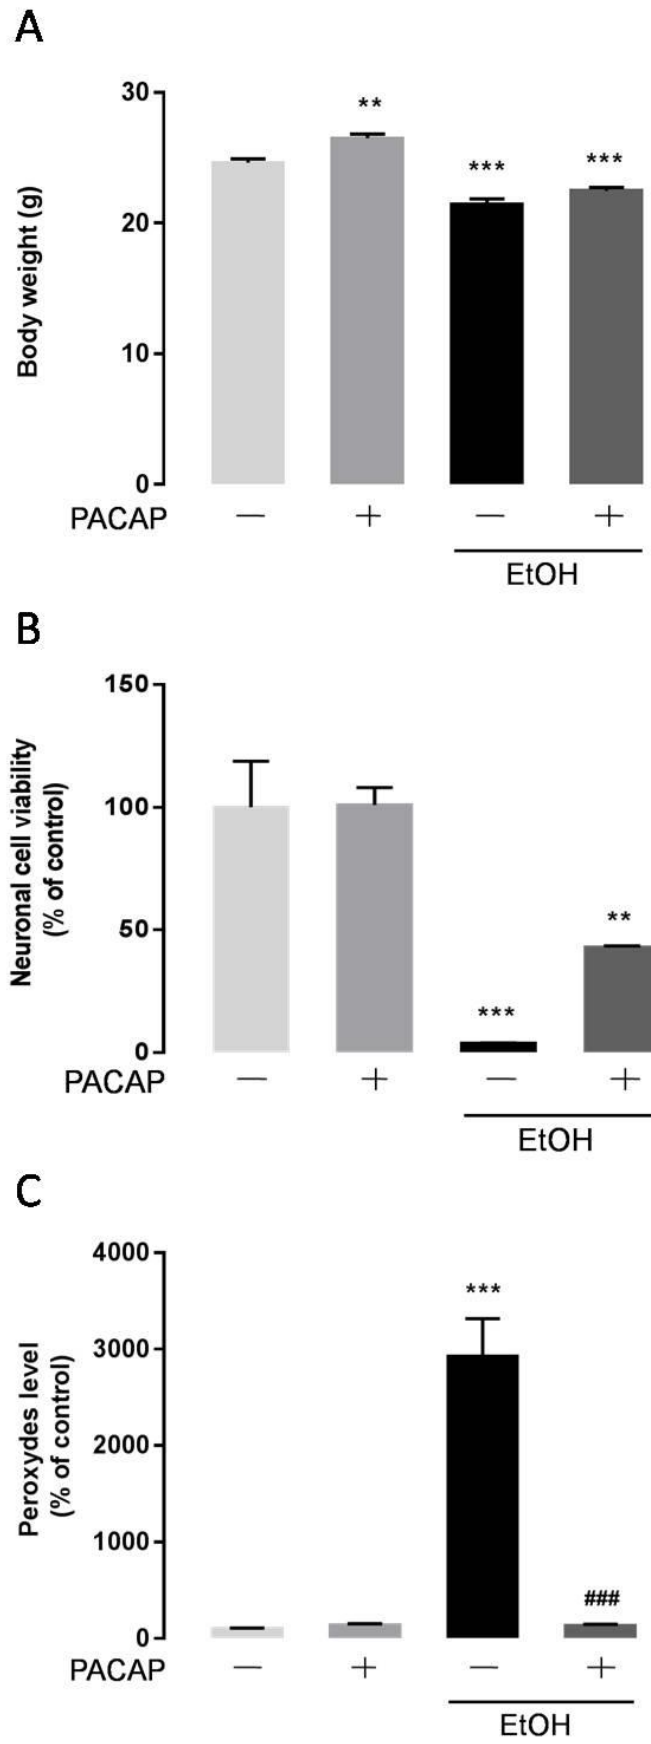 A
30
20
10
0
Body weight (g)
**
***
***
PACAP — + — +
EtOH
B
150
100
50
0
Neuronal cell viability
(% of control)
***
**
PACAP — + — +
EtOH
C
4000
3000
2000
1000
0
Peroxydes level
(% of control)
***
###
PACAP — + — +
EtOH